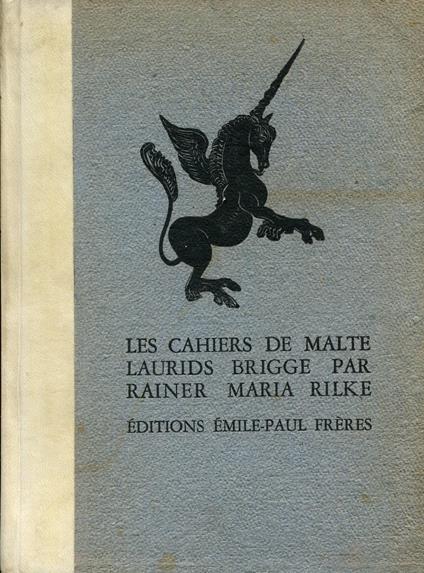 LES CAHIERS DE MALTE
LAURIDS BRIGGE PAR
RAINER MARIA RILKE
ÉDITIONS ÉMILE-PAUL FRÈRES